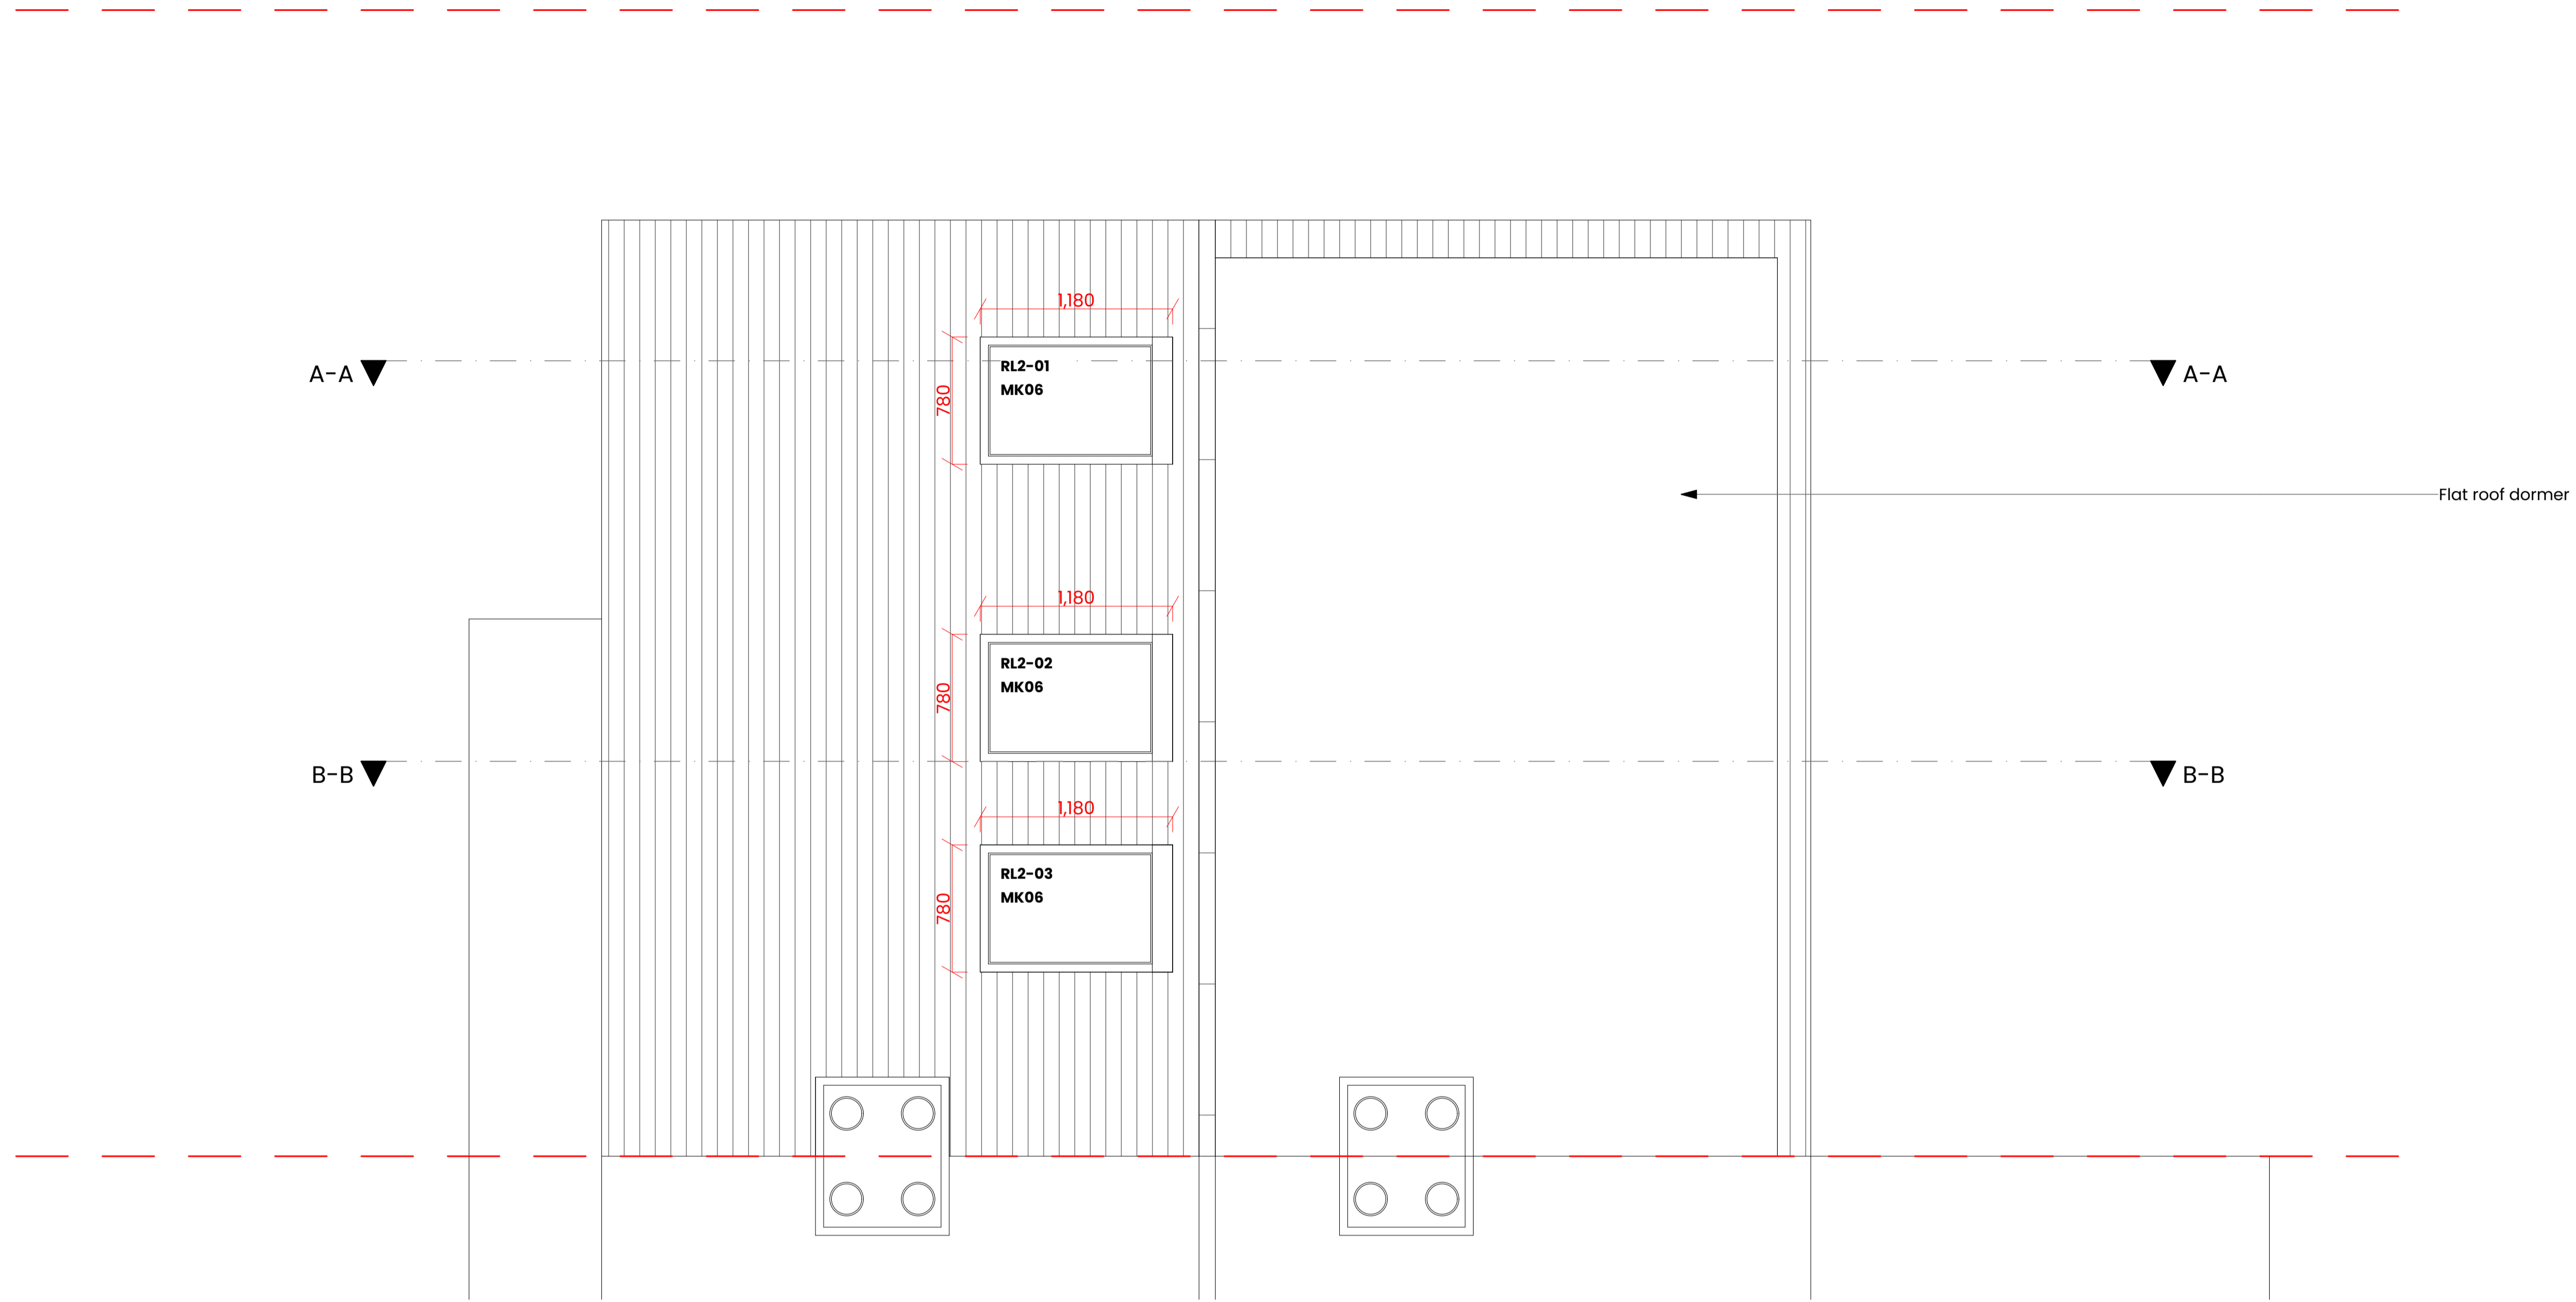 1,180
A-A
780
RL2-01
MK06
A-A
Flat roof dormer
1,180
780
RL2-02
MK06
B-B
B-B
1,180
780
RL2-03
MK06